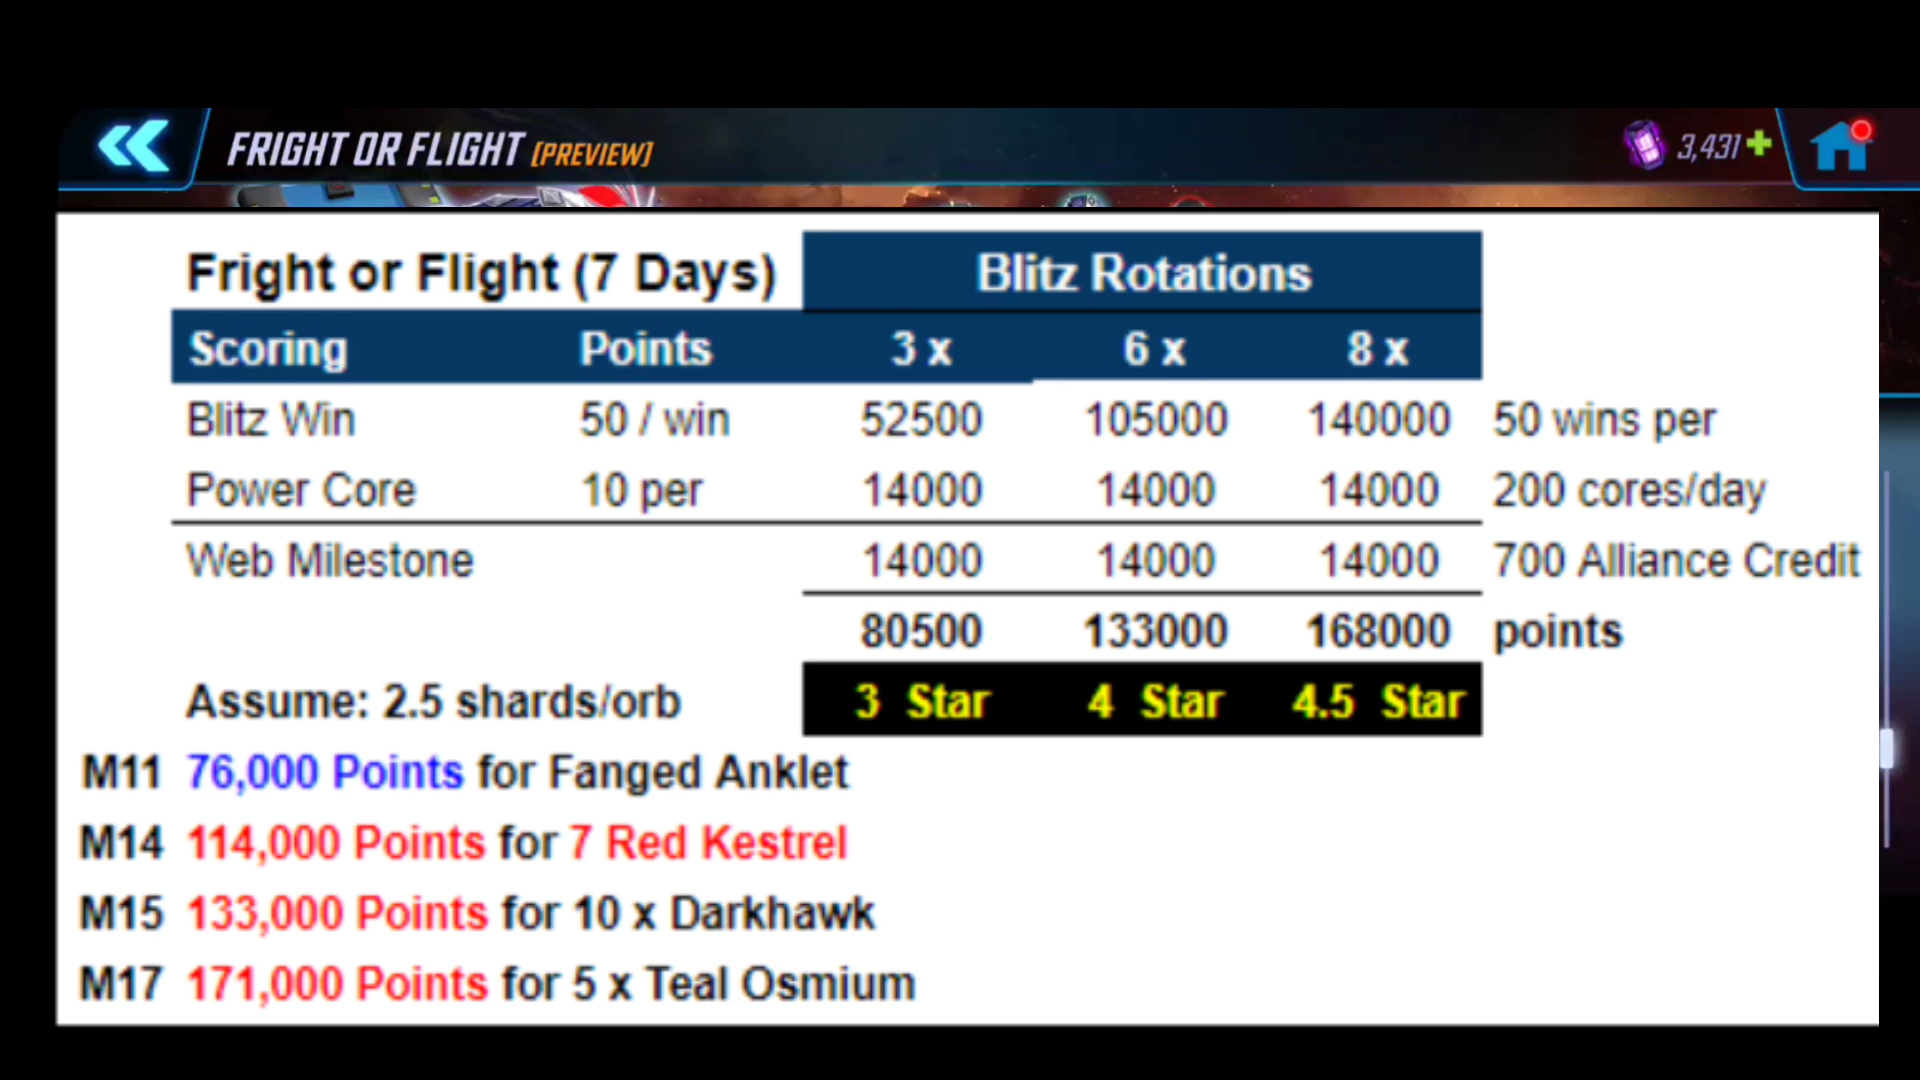 FRIGHT OR FLIGHT [PREVIEW] 3,431
Fright or Flight (7 Days) Blitz Rotations
Scoring Points 3 x 6 x 8 x
Blitz Win 50 / win 52500 105000 140000 50 wins per
Power Core 10 per 14000 14000 14000 200 cores/day
Web Milestone 14000 14000 14000 700 Alliance Credit
80500 133000 168000 points
Assume: 2.5 shards/orb 3 Star 4 Star 4.5 Star
M11 76,000 Points for Fanged Anklet
M14 114,000 Points for 7 Red Kestrel
M15 133,000 Points for 10 x Darkhawk
M17 171,000 Points for 5 x Teal Osmium